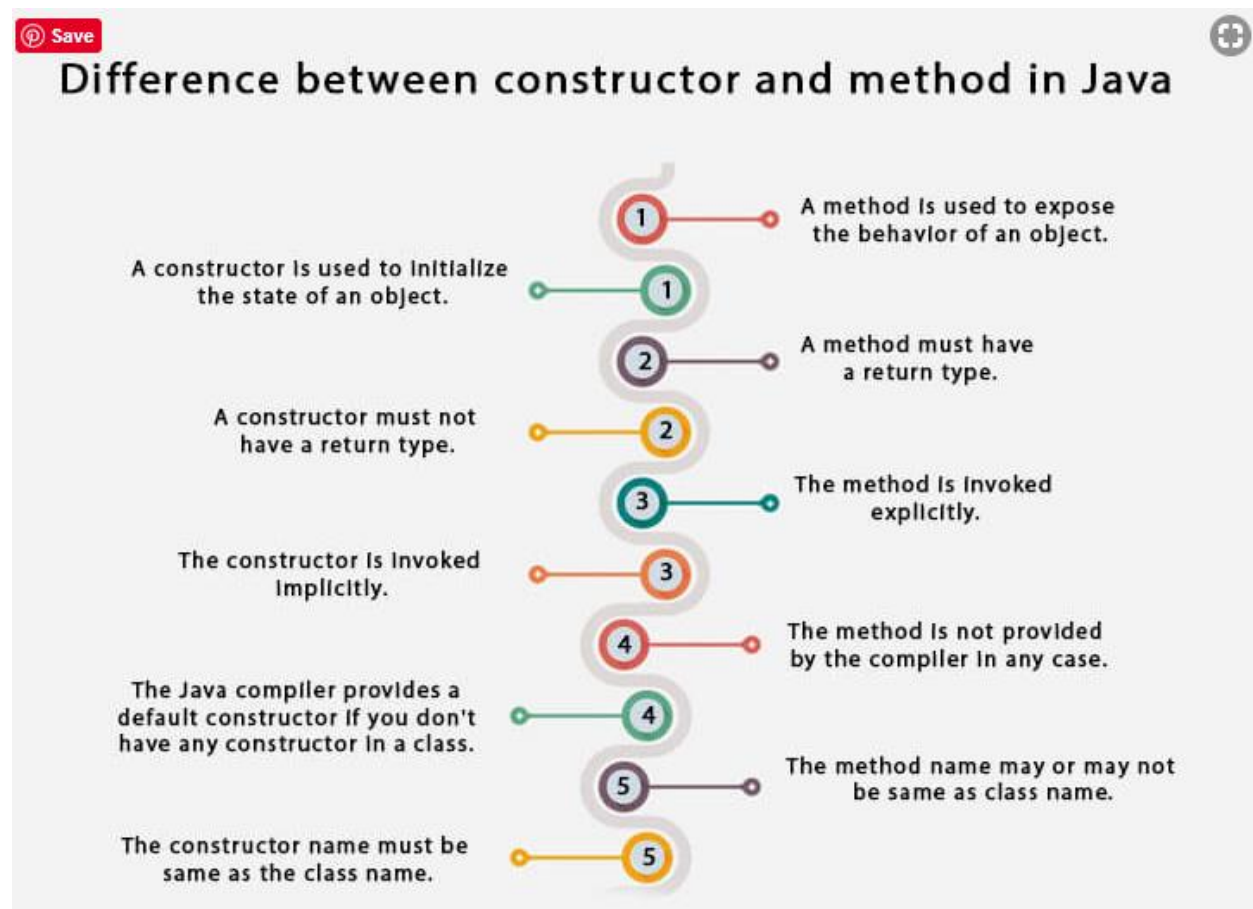 Save
Difference between constructor and method in Java
1
A method is used to expose
the behavior of an object.
A constructor is used to initialize
the state of an object.
1
2
A method must have
a return type.
A constructor must not
have a return type.
2
3
The method is invoked
explicitly.
The constructor is invoked
implicitly.
3
4
The method is not provided
by the compiler in any case.
The Java compiler provides a
default constructor if you don't
have any constructor in a class.
4
5
The method name may or may not
be same as class name.
The constructor name must be
same as the class name.
5